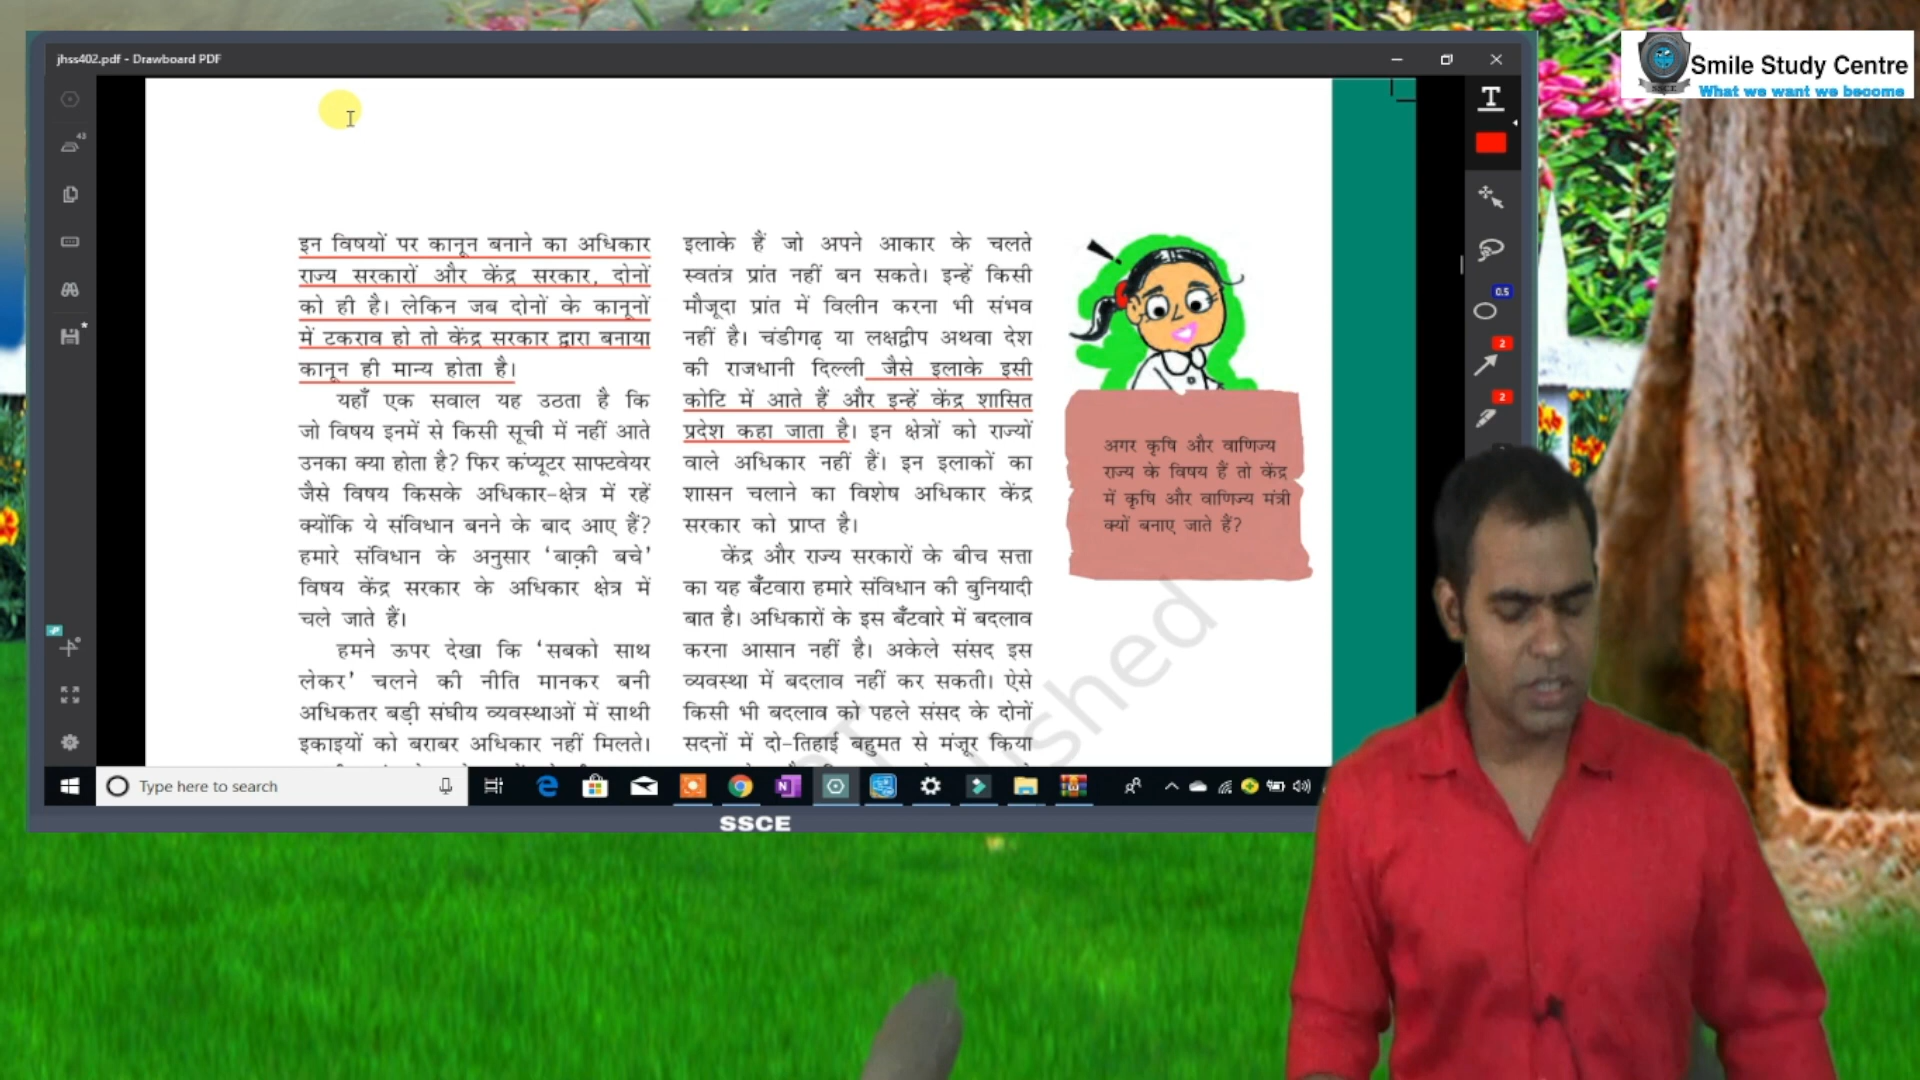 jhss402.pdf - Drawboard PDF
Smile Study Centre
What we want we become
SSCE
T
43
0.5
2
2
इन विषयों पर कानून बनाने का अधिकार
राज्य सरकारों और केंद्र सरकार, दोनों
को ही है। लेकिन जब दोनों के कानूनों
में टकराव हो तो केंद्र सरकार द्वारा बनाया
कानून ही मान्य होता है।
यहाँ एक सवाल यह उठता है कि
जो विषय इनमें से किसी सूची में नहीं आते
उनका क्या होता है? फिर कंप्यूटर साफ्टवेयर
जैसे विषय किसके अधिकार-क्षेत्र में रहें
क्योंकि ये संविधान बनने के बाद आए हैं?
हमारे संविधान के अनुसार ‘बाक़ी बचे’
विषय केंद्र सरकार के अधिकार क्षेत्र में
चले जाते हैं।
हमने ऊपर देखा कि ‘सबको साथ
लेकर’ चलने की नीति मानकर बनी
अधिकतर बड़ी संघीय व्यवस्थाओं में साथी
इकाइयों को बराबर अधिकार नहीं मिलते।
इलाके हैं जो अपने आकार के चलते
स्वतंत्र प्रांत नहीं बन सकते। इन्हें किसी
मौजूदा प्रांत में विलीन करना भी संभव
नहीं है। चंडीगढ़ या लक्षद्वीप अथवा देश
की राजधानी दिल्ली जैसे इलाके इसी
कोटि में आते हैं और इन्हें केंद्र शासित
प्रदेश कहा जाता है। इन क्षेत्रों को राज्यों
वाले अधिकार नहीं हैं। इन इलाकों का
शासन चलाने का विशेष अधिकार केंद्र
सरकार को प्राप्त है।
केंद्र और राज्य सरकारों के बीच सत्ता
का यह बँटवारा हमारे संविधान की बुनियादी
बात है। अधिकारों के इस बँटवारे में बदलाव
करना आसान नहीं है। अकेले संसद इस
व्यवस्था में बदलाव नहीं कर सकती। ऐसे
किसी भी बदलाव को पहले संसद के दोनों
सदनों में दो-तिहाई बहुमत से मंजूर किया
अगर कृषि और वाणिज्य
राज्य के विषय हैं तो केंद्र
में कृषि और वाणिज्य मंत्री
क्यों बनाए जाते हैं?
Type here to search
SSCE